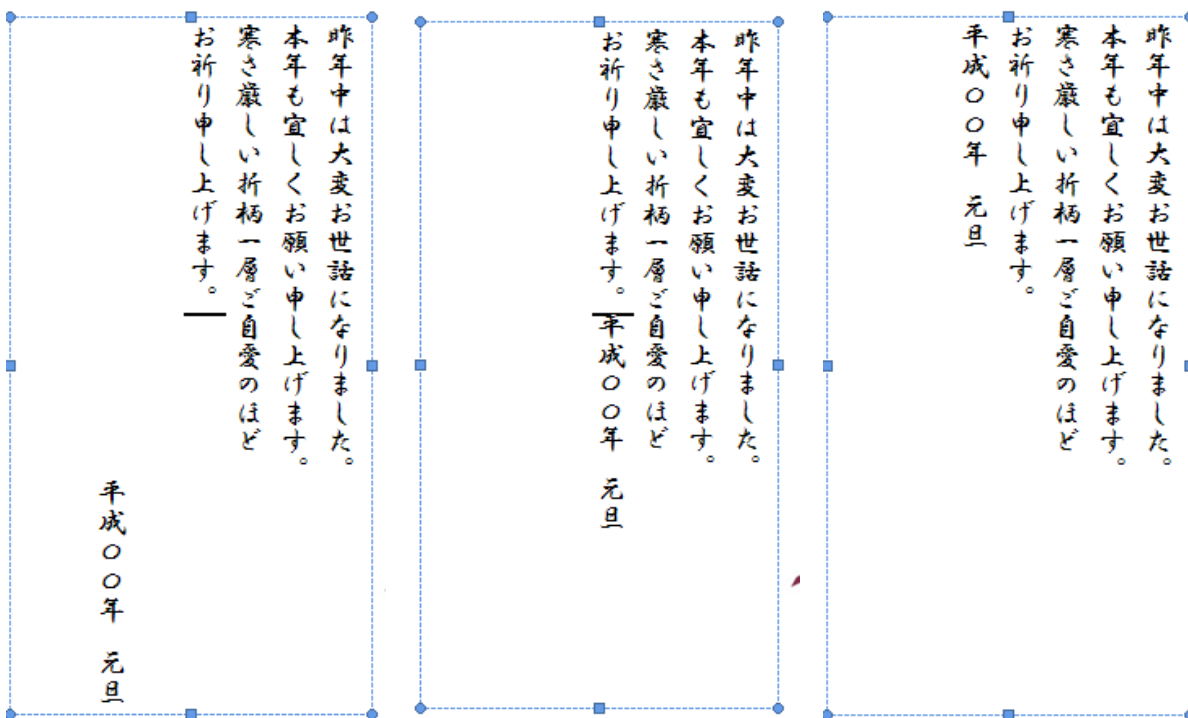 昨年中は大変お世話になりました。
本年も宜しくお願い申し上げます。
寒さ厳しい折柄一層ご自愛のほど
お祈り申し上げます。
平成〇〇年　元旦
昨年中は大変お世話になりました。
本年も宜しくお願い申し上げます。
寒さ厳しい折柄一層ご自愛のほど
お祈り申し上げます。平成〇〇年　元旦
昨年中は大変お世話になりました。
本年も宜しくお願い申し上げます。
寒さ厳しい折柄一層ご自愛のほど
お祈り申し上げます。
平成〇〇年　元旦